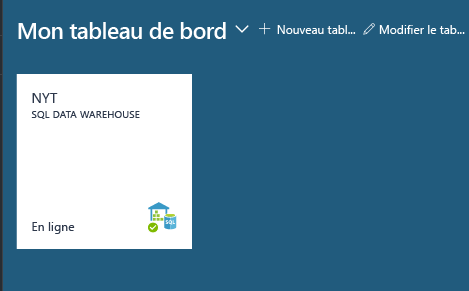 Mon tableau de bord
Nouveau tabl...
Modifier le tab...
NYT
SQL DATA WAREHOUSE
SQL
En ligne